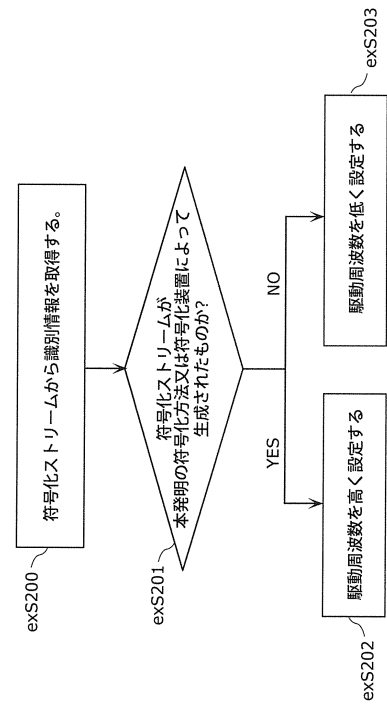 exS200
符号化ストリームから識別情報を取得する。
exS201
符号化ストリームが
本発明の符号化方法又は符号化装置によって
生成されたものか?
YES
NO
exS202
駆動周波数を高く設定する
exS203
駆動周波数を低く設定する